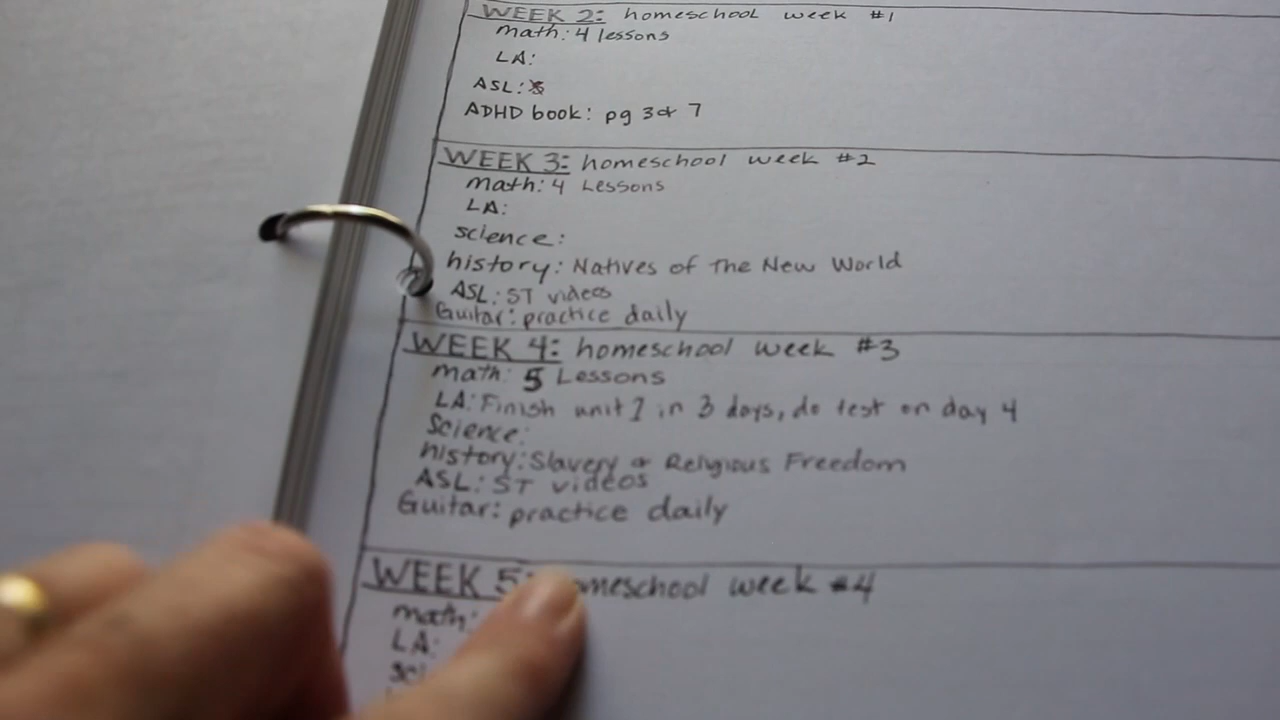 WEEK 2: homeschool week #1
math: 4 lessons
LA:
ASL:
ADHD book: pg 3 & 7
WEEK 3: homeschool week #2
math: 4 Lessons
LA:
science:
history: Natives of the New World
ASL: ST videos
Guitar: practice daily
WEEK 4: homeschool week #3
math: 5 Lessons
LA: Finish unit 1 in 3 days, do test on day 4
Science:
history: Slavery & Religious Freedom
ASL: ST videos
Guitar: practice daily
WEEK 5: omeschool week #4
math:
LA:
sci